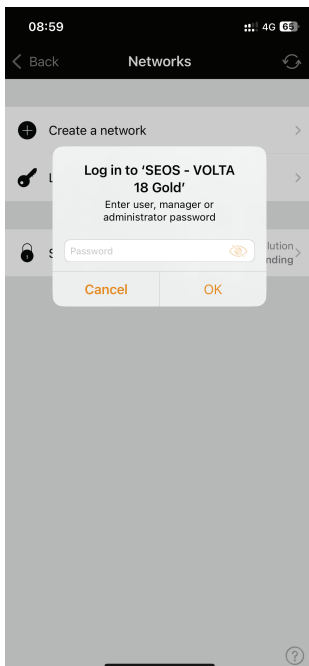 08:59
4G 65
Back
Networks
Create a network
L
Log in to ‘SEOS - VOLTA
18 Gold’
Enter user, manager or
administrator password
S
Password
lution
nding
Cancel
OK
?